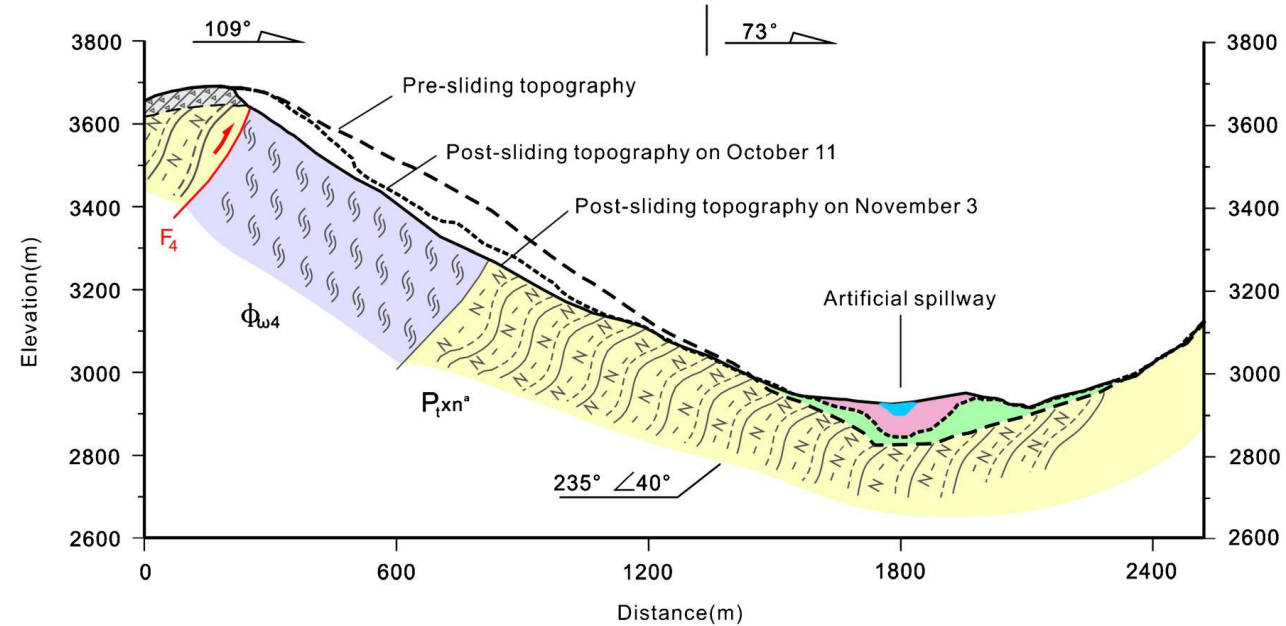 109°
73°
3800
3600
3400
3200
3000
2800
2600
Elevation(m)
3800
3600
3400
3200
3000
2800
2600
Pre-sliding topography
Post-sliding topography on October 11
Post-sliding topography on November 3
Artificial spillway
F4
ϕω4
Ptxnª
235° ∠40°
0
600
1200
1800
2400
Distance(m)